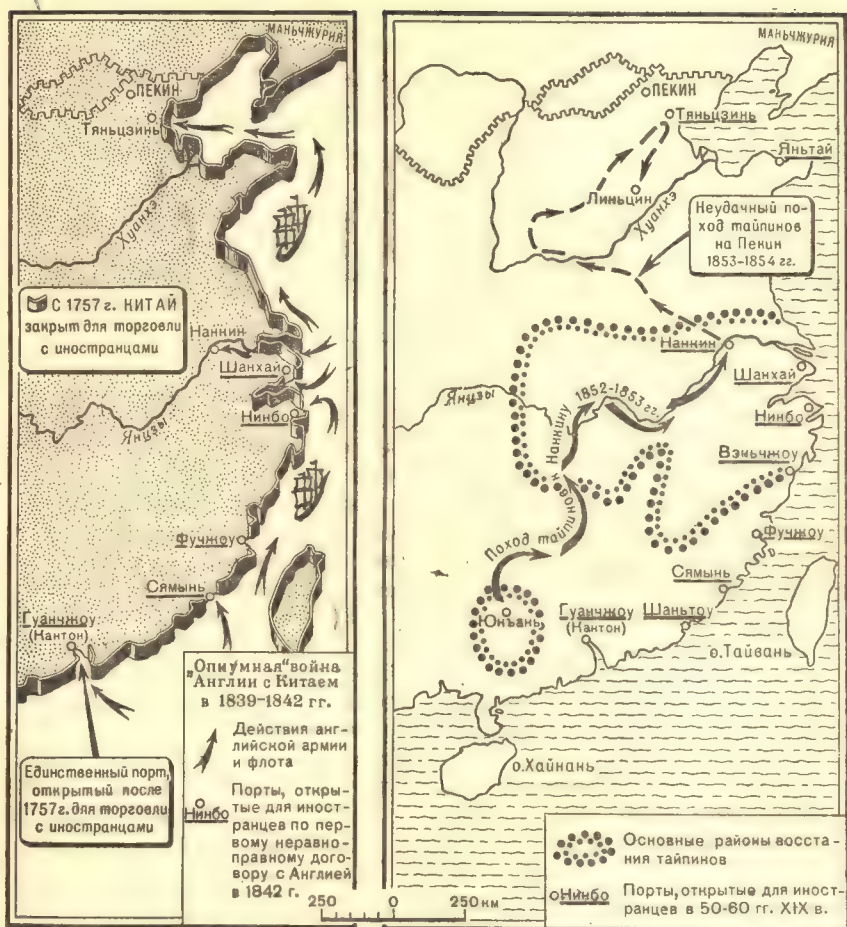 МАНЬЧЖУРИЯ
ПЕКИН
Тяньцзинь
Хуанхэ
С 1757 г. КИТАЙ
закрыт для торговли
с иностранцами
Нанкин
Шанхай
Нинбо
Янцзы
Фучжоу
Сямынь
Гуанчжоу
(Кантон)
Единственный порт,
открытый после
1757г. для торговли
с иностранцами
„Опиумная“ война
Англии с Китаем
в 1839-1842 гг.
Действия анг-
лийской армии
и флота
Нинбо
Порты, откры-
тые для иност-
ранцев по пер-
вому неравно-
правному дого-
вору с Англией
в 1842 г.
250 0 250 км
МАНЬЧЖУРИЯ
ПЕКИН
Тяньцзинь
Яньтай
Линьцин
Хуанхэ
Неудачный по-
ход тайпинов
на Пекин
1853-1854 гг.
Нанкин
Шанхай
Нинбо
Янцзы
Поход тайпинов к Нанкину 1852-1853 гг.
Вэньчжоу
Фучжоу
Сямынь
Шаньтоу
Гуанчжоу
(Кантон)
Юнъань
о.Тайвань
о.Хайнань
Основные районы восста-
ния тайпинов
Нинбо
Порты, открытые для иност-
ранцев в 50-60 гг. XIX в.